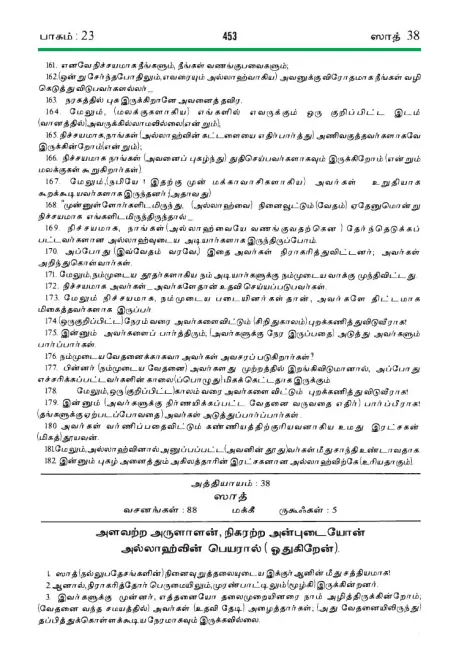 பாகம் : 23 453 ஸாத் 38
161. எனவே நிச்சயமாக நீங்களும், நீங்கள் வணங்குபவைகளும்;
162.(ஒன்று சேர்ந்தபோதிலும், எவரையும் அல்லாஹ்வாகிய) அவனுக்கு விரோதமாக நீங்கள் வழி
கெடுத்து விடுபவர்களல்லர் _
163. நரகத்தில் புக இருக்கிறானே அவனைத் தவிர.
164. மேலும், (மலக்குகளாகிய) எங்களில் எவருக்கும் ஒரு குறிப்பிட்ட இடம்
(வானத்தில்) அவருக்கில்லாமலில்லை(என்றும்);
165. நிச்சயமாக, நாங்கள் (அல்லாஹ்வின் கட்டளையை எதிர்பார்த்து) அணிவகுத்தவர்களாகவே
இருக்கின்றோம்(என்றும்);
166. நிச்சயமாக நாங்கள் (அவனைப் புகழ்ந்து) துதிசெய்பவர்களாகவும் இருக்கிறோம் (என்றும்
மலக்குகள் கூறுகிறார்கள்).
167. மேலும்,(நபியே ! இதற்கு முன் மக்காவாசிகளாகிய) அவர்கள் உறுதியாக
கூறக்கூடியவர்களாக இருந்தனர்;(அதாவது)
168. "முன்னுள்ளோர்களிடமிருந்து, (அல்லாஹ்வை) நினைவூட்டும்(வேதம்) ஏதேனுமொன்று
நிச்சயமாக எங்களிடமிருந்திருந்தால் _
169. நிச்சயமாக, நாங்கள்(அல்லாஹ்வையே வணங்குவதற்கென) தேர்ந்தெடுக்கப்
பட்டவர்களான அல்லாஹ்வுடைய அடியார்களாக இருந்திருப்போம்.
170. அப்போது (இவ்வேதம் வரவே,) இதை அவர்கள் நிராகரித்துவிட்டனர்; அவர்கள்
அறிந்துகொள்வார்கள்.
171. மேலும், நம்முடைய தூதர்களாகிய நம் அடியார்களுக்கு நம்முடைய வாக்கு முந்திவிட்டது.
172. நிச்சயமாக அவர்கள் _ அவர்களேதான் உதவி செய்யப்படுபவர்கள்.
173. மேலும் நிச்சயமாக, நம்முடைய படையினர்கள்தான், அவர்களே திட்டமாக
மிகைத்தவர்களாக இருப்பர்
174.(ஒரு குறிப்பிட்ட) நேரம் வரை அவர்களைவிட்டும் (சிறிதுகாலம்) புறக்கணித்துவிடுவீராக!
175. இன்னும் அவர்களைப் பார்த்திரும்; (அவர்களுக்கு நேர இருப்பதை) அடுத்து அவர்களும்
பார்ப்பார்கள்.
176. நம்முடைய வேதனைக்காகவா அவர்கள் அவசரப்படுகிறார்கள்?
177. பின்னர் (நம்முடைய வேதனை) அவர்களது முற்றத்தில் இறங்கிவிடுமானால், அப்போது
எச்சரிக்கப்பட்டவர்களின் காலை(ப்பொழுது) மிகக்கெட்டதாக இருக்கும்.
178. மேலும், ஒரு(குறிப்பிட்ட)காலம் வரை அவர்களைவிட்டும் புறக்கணித்துவிடுவீராக!
179. இன்னும் (அவர்களுக்கு நிர்ணயிக்கப்பட்ட வேதனை வருவதை எதிர்) பார்ப்பீராக!
(தங்களுக்கு ஏற்படப்போவதை) அவர்கள் அடுத்துப்பார்ப்பார்கள்.
180. அவர்கள் வர்ணிப்பதைவிட்டும் கண்ணியத்திற்குரியவனாகிய உமது இரட்சகன்
(மிகத்) தூயவன்.
181.மேலும், அல்லாஹ்வினால் அனுப்பப்பட்ட (அவனின் தூது)வர்கள் மீது சாந்தி உண்டாவதாக.
182. இன்னும் புகழ் அனைத்தும் அகிலத்தாரின் இரட்சகனான அல்லாஹ்விற்கே (உரியதாகும்).
அத்தியாயம் : 38
ஸாத்
வசனங்கள் : 88 மக்கீ ருகூஃகள் : 5
அளவற்ற அருளாளன், நிகரற்ற அன்புடையோன்
அல்லாஹ்வின் பெயரால் ( ஓதுகிறேன்).
1. ஸாத் (நல்லுபதேசங்களின்) நினைவுறுத்தலையுடைய இக்குர்ஆனின் மீது சத்தியமாக!
2. ஆனால், நிராகரித்தோர் பெருமையிலும், முரண்பாட்டிலும் (மூழ்கி) இருக்கின்றனர்.
3. இவர்களுக்கு முன்னர், எத்தனையோ தலைமுறையினரை நாம் அழித்திருக்கின்றோம்;
(வேதனை வந்த சமயத்தில்) அவர்கள் (உதவி தேடி) அழைத்தார்கள்; (அது வேதனையிலிருந்து)
தப்பித்துக்கொள்ளக்கூடிய நேரமாகவும் இருக்கவில்லை.